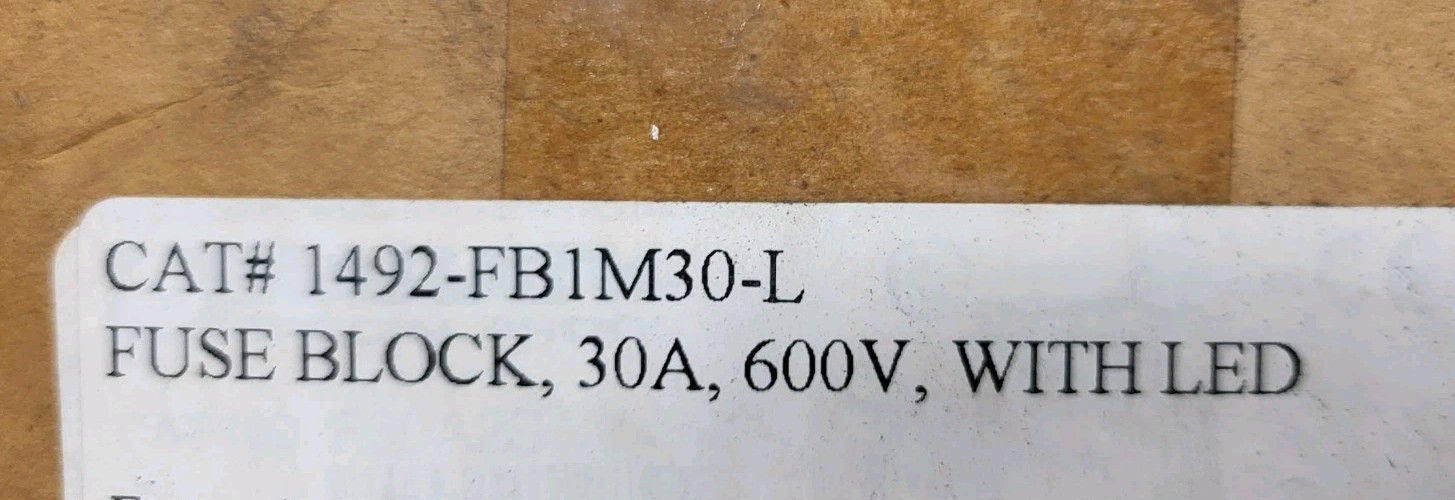 CAT# 1492-FB1M30-L
FUSE BLOCK, 30A, 600V, WITH LED